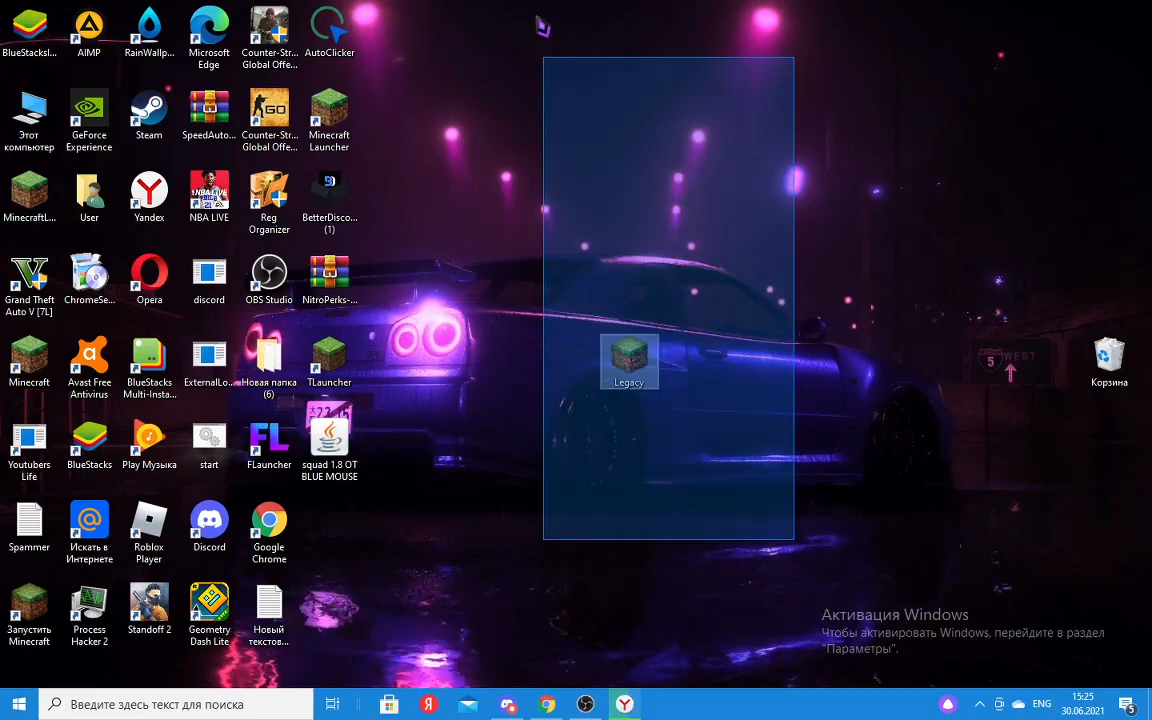 BlueStacksI...
AIMP
RainWallp...
Microsoft
Edge
Counter-Str...
Global Offe...
AutoClicker
Этот
компьютер
GeForce
Experience
Steam
SpeedAuto...
GO
Counter-Str...
Global Offe...
Minecraft
Launcher
MinecraftL...
User
Yandex
NBA LIVE
Reg
Organizer
BetterDisco...
(1)
Grand Theft
Auto V [7L]
ChromeSe...
Opera
discord
OBS Studio
NitroPerks-...
Minecraft
Avast Free
Antivirus
BlueStacks
Multi-Insta...
ExternalLo...
Новая папка
(6)
TLauncher
Legacy
5 WEST
Корзина
Youtubers
Life
BlueStacks
Play Музыка
start
FL
FLauncher
squad 1.8 OT
BLUE MOUSE
Spammer
Искать в
Интернете
Roblox
Player
Discord
Google
Chrome
Запустить
Minecraft
Process
Hacker 2
Standoff 2
Geometry
Dash Lite
Новый
текстов...
Активация Windows
Чтобы активировать Windows, перейдите в раздел
"Параметры".
Введите здесь текст для поиска
ENG
15:25
30.06.2021
5